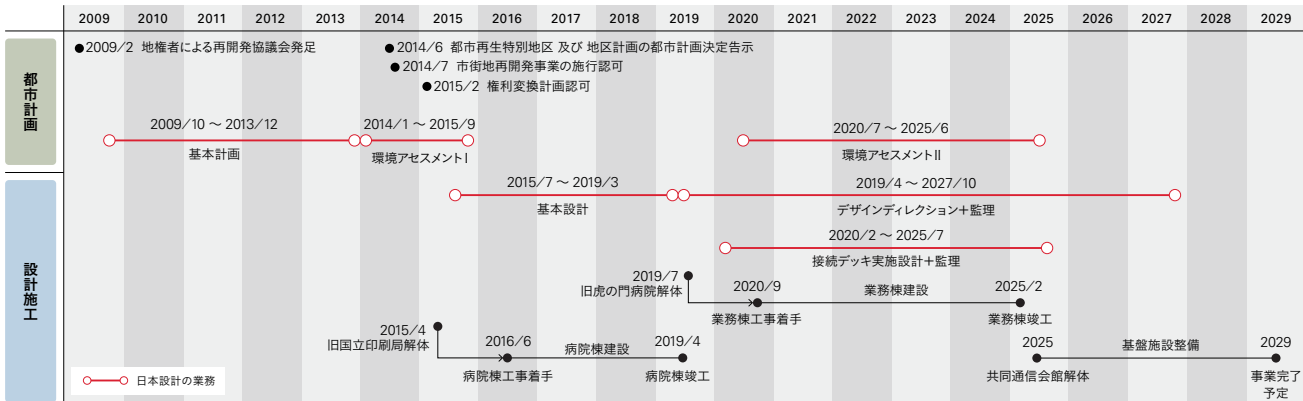 2009 2010 2011 2012 2013 2014 2015 2016 2017 2018 2019 2020 2021 2022 2023 2024 2025 2026 2027 2028 2029
都市計画
2009/2 地権者による再開発協議会発足
2014/6 都市再生特別地区 及び 地区計画の都市計画決定告示
2014/7 市街地再開発事業の施行認可
2015/2 権利変換計画認可
2009/10 ～ 2013/12
基本計画
2014/1 ～ 2015/9
環境アセスメントI
2020/7 ～ 2025/6
環境アセスメントII
設計施工
2015/7 ～ 2019/3
基本設計
2019/4 ～ 2027/10
デザインディレクション＋監理
2020/2 ～ 2025/7
接続デッキ実施設計＋監理
2019/7
旧虎の門病院解体
2020/9
業務棟工事着手
業務棟建設
2025/2
業務棟竣工
2015/4
旧国立印刷局解体
2016/6
病院棟工事着手
病院棟建設
2019/4
病院棟竣工
2025
共同通信会館解体
基盤施設整備
2029
事業完了
予定
日本設計の業務